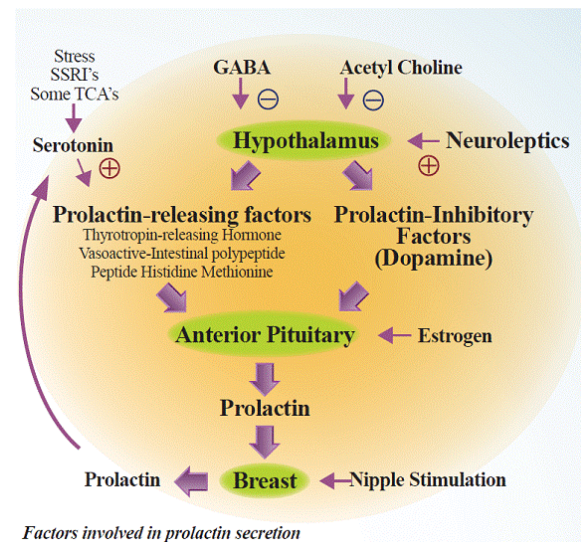 Stress
SSRI's
Some TCA's
GABA
Acetyl Choline
Serotonin
Hypothalamus
Neuroleptics
Prolactin-releasing factors
Thyrotropin-releasing Hormone
Vasoactive-Intestinal polypeptide
Peptide Histidine Methionine
Prolactin-Inhibitory
Factors
(Dopamine)
Anterior Pituitary
Estrogen
Prolactin
Prolactin
Breast
Nipple Stimulation
Factors involved in prolactin secretion